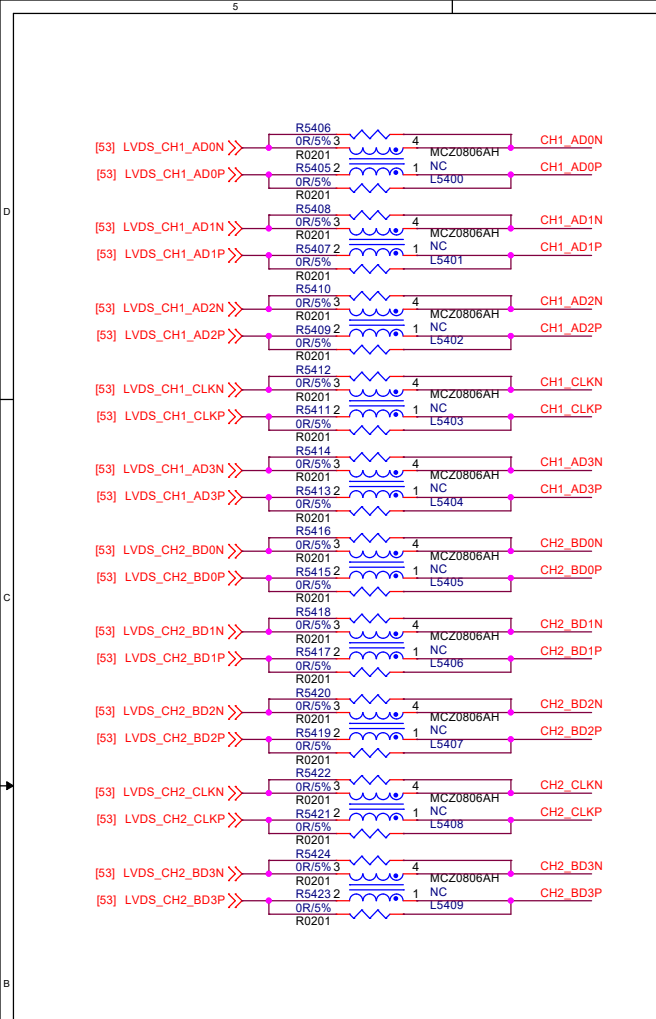 5
R5406
[53] LVDS_CH1_AD0N 0R/5% 3 4 CH1_AD0N
R0201 MCZ0806AH
[53] LVDS_CH1_AD0P R5405 2 1 NC CH1_AD0P
0R/5% L5400
R0201
D
R5408
[53] LVDS_CH1_AD1N 0R/5% 3 4 CH1_AD1N
R0201 MCZ0806AH
[53] LVDS_CH1_AD1P R5407 2 1 NC CH1_AD1P
0R/5% L5401
R0201
R5410
[53] LVDS_CH1_AD2N 0R/5% 3 4 CH1_AD2N
R0201 MCZ0806AH
[53] LVDS_CH1_AD2P R5409 2 1 NC CH1_AD2P
0R/5% L5402
R0201
R5412
[53] LVDS_CH1_CLKN 0R/5% 3 4 CH1_CLKN
R0201 MCZ0806AH
[53] LVDS_CH1_CLKP R5411 2 1 NC CH1_CLKP
0R/5% L5403
R0201
R5414
[53] LVDS_CH1_AD3N 0R/5% 3 4 CH1_AD3N
R0201 MCZ0806AH
[53] LVDS_CH1_AD3P R5413 2 1 NC CH1_AD3P
0R/5% L5404
R0201
R5416
[53] LVDS_CH2_BD0N 0R/5% 3 4 CH2_BD0N
R0201 MCZ0806AH
[53] LVDS_CH2_BD0P R5415 2 1 NC CH2_BD0P
0R/5% L5405
R0201
C
R5418
[53] LVDS_CH2_BD1N 0R/5% 3 4 CH2_BD1N
R0201 MCZ0806AH
[53] LVDS_CH2_BD1P R5417 2 1 NC CH2_BD1P
0R/5% L5406
R0201
R5420
[53] LVDS_CH2_BD2N 0R/5% 3 4 CH2_BD2N
R0201 MCZ0806AH
[53] LVDS_CH2_BD2P R5419 2 1 NC CH2_BD2P
0R/5% L5407
R0201
R5422
[53] LVDS_CH2_CLKN 0R/5% 3 4 CH2_CLKN
R0201 MCZ0806AH
[53] LVDS_CH2_CLKP R5421 2 1 NC CH2_CLKP
0R/5% L5408
R0201
R5424
[53] LVDS_CH2_BD3N 0R/5% 3 4 CH2_BD3N
R0201 MCZ0806AH
[53] LVDS_CH2_BD3P R5423 2 1 NC CH2_BD3P
0R/5% L5409
R0201
B